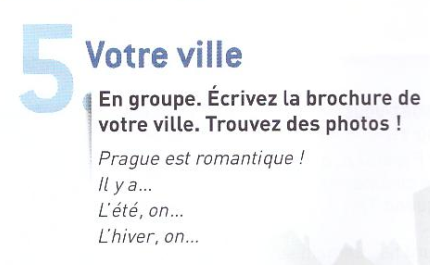 5
Votre ville
En groupe. Écrivez la brochure de
votre ville. Trouvez des photos !
Prague est romantique !
Il y a...
L'été, on...
L'hiver, on...